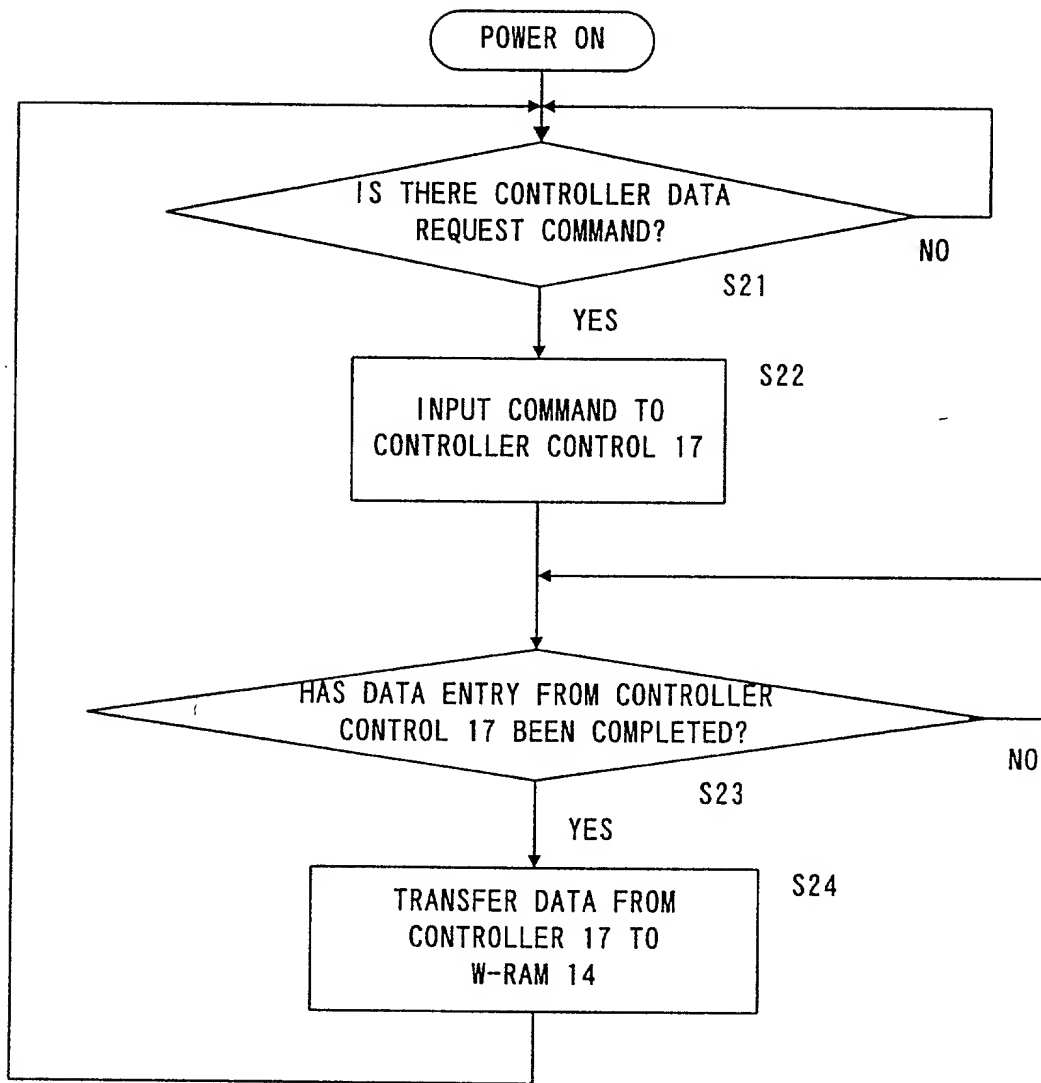 POWER ON
IS THERE CONTROLLER DATA
REQUEST COMMAND?
NO
S21
YES
S22
INPUT COMMAND TO
CONTROLLER CONTROL 17
HAS DATA ENTRY FROM CONTROLLER
CONTROL 17 BEEN COMPLETED?
NO
S23
YES
S24
TRANSFER DATA FROM
CONTROLLER 17 TO
W-RAM 14